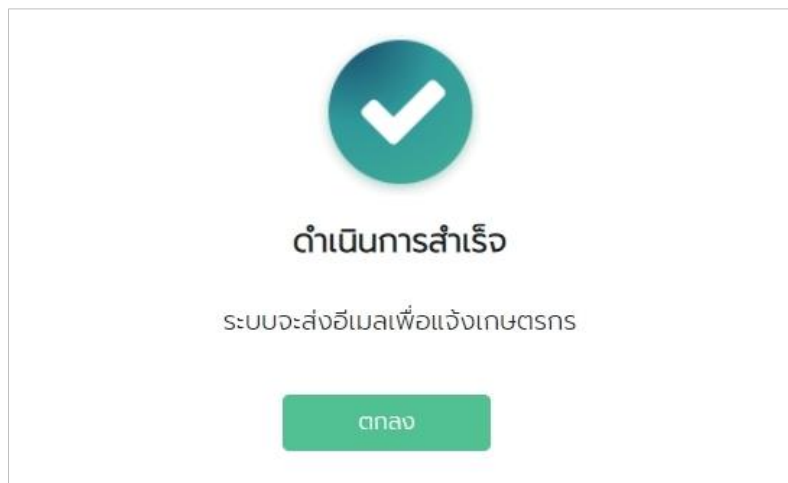 ดำเนินการสำเร็จ
ระบบจะส่งอีเมลเพื่อแจ้งเกษตรกร
ตกลง